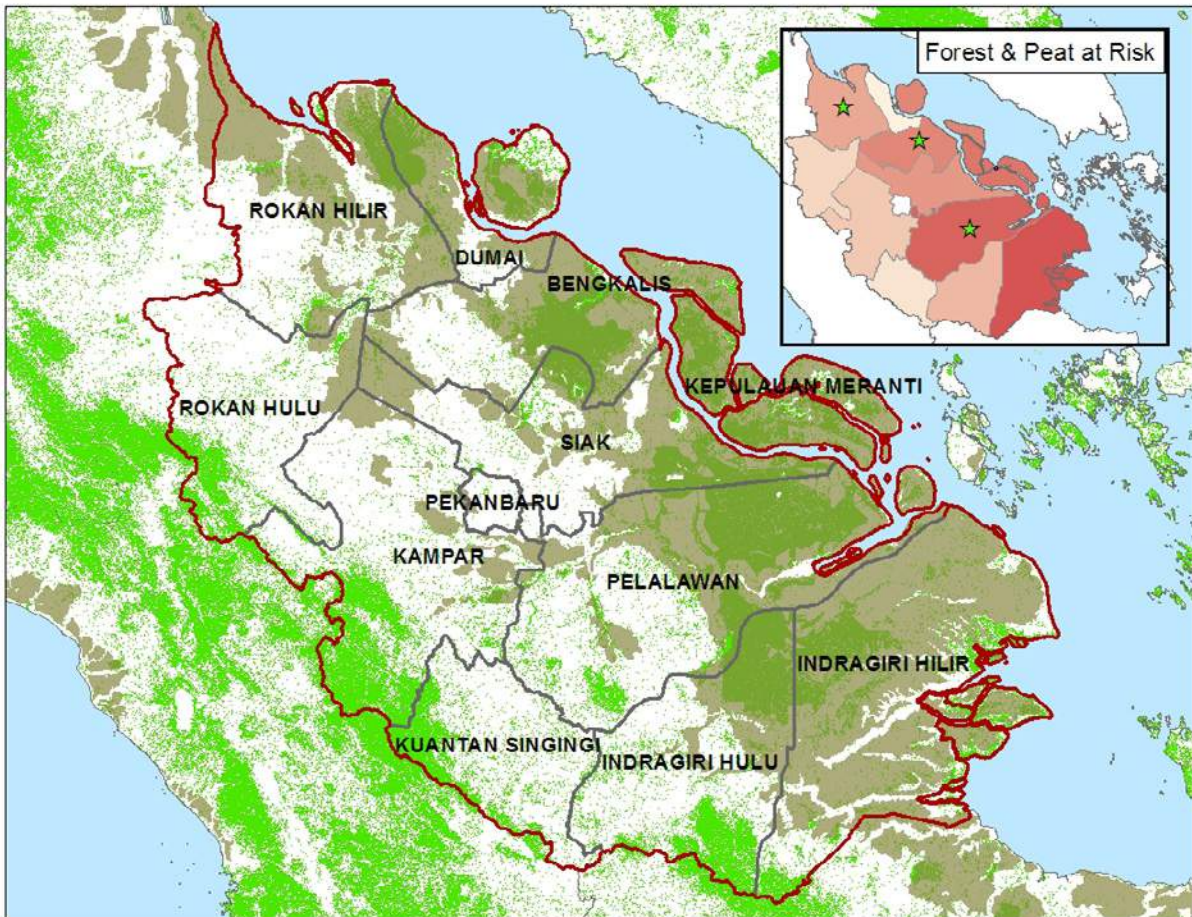 Forest & Peat at Risk
ROKAN HILIR
DUMAI
BENGKALIS
KEPULAUAN MERANTI
ROKAN HULU
SIAK
PEKANBARU
KAMPAR
PELALAWAN
INDRAGIRI HILIR
KUANTAN SINGINGI
INDRAGIRI HULU